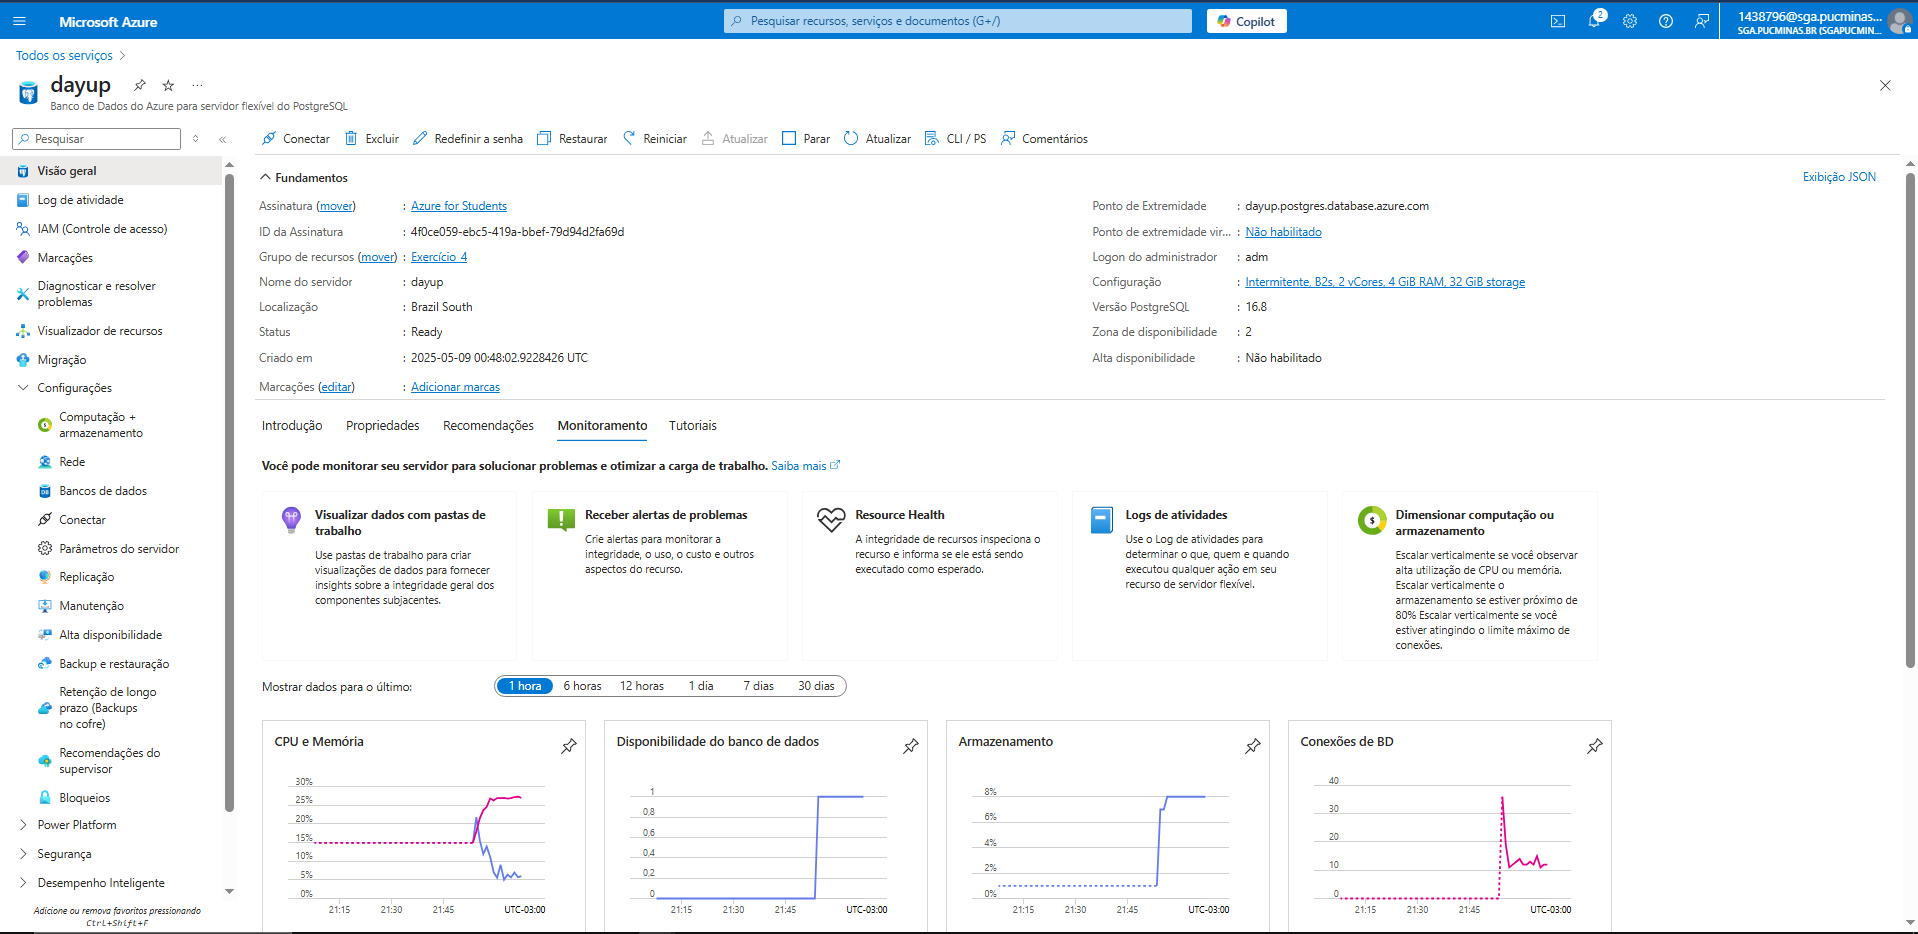 Microsoft Azure
Pesquisar recursos, serviços e documentos (G+/)
Copilot
2
1438796@sga.pucminas...
SGA.PUCMINAS.BR (SGAPUCMIN...
Todos os serviços
dayup
Banco de Dados do Azure para servidor flexível do PostgreSQL
Pesquisar
Conectar
Excluir
Redefinir a senha
Restaurar
Reiniciar
Atualizar
Parar
Atualizar
CLI / PS
Comentários
Visão geral
Log de atividade
IAM (Controle de acesso)
Marcações
Diagnosticar e resolver
problemas
Visualizador de recursos
Migração
Configurações
Computação +
armazenamento
Rede
Bancos de dados
Conectar
Parâmetros do servidor
Replicação
Manutenção
Alta disponibilidade
Backup e restauração
Retenção de longo
prazo (Backups
no cofre)
Recomendações do
supervisor
Bloqueios
Power Platform
Segurança
Desempenho Inteligente
Adicione ou remova favoritos pressionando
Ctrl+Shift+F
Fundamentos
Exibição JSON
Assinatura (mover) : Azure for Students
ID da Assinatura : 4f0ce059-ebc5-419a-bbef-79d94d2fa69d
Grupo de recursos (mover) : Exercício_4
Nome do servidor : dayup
Localização : Brazil South
Status : Ready
Criado em : 2025-05-09 00:48:02.9228426 UTC
Marcações (editar) : Adicionar marcas
Ponto de Extremidade : dayup.postgres.database.azure.com
Ponto de extremidade vir... : Não habilitado
Logon do administrador : adm
Configuração : Intermitente, B2s, 2 vCores, 4 GiB RAM, 32 GiB storage
Versão PostgreSQL : 16.8
Zona de disponibilidade : 2
Alta disponibilidade : Não habilitado
Introdução
Propriedades
Recomendações
Monitoramento
Tutoriais
Você pode monitorar seu servidor para solucionar problemas e otimizar a carga de trabalho. Saiba mais
Visualizar dados com pastas de
trabalho
Use pastas de trabalho para criar
visualizações de dados para fornecer
insights sobre a integridade geral dos
componentes subjacentes.
Receber alertas de problemas
Crie alertas para monitorar a
integridade, o uso, o custo e outros
aspectos do recurso.
Resource Health
A integridade de recursos inspeciona o
recurso e informa se ele está sendo
executado como esperado.
Logs de atividades
Use o Log de atividades para
determinar o que, quem e quando
executou qualquer ação em seu
recurso de servidor flexível.
Dimensionar computação ou
armazenamento
Escalar verticalmente se você observar
alta utilização de CPU ou memória.
Escalar verticalmente o
armazenamento se estiver próximo de
80% Escalar verticalmente se você
estiver atingindo o limite máximo de
conexões.
Mostrar dados para o último:
1 hora
6 horas
12 horas
1 dia
7 dias
30 dias
CPU e Memória
30%
25%
20%
15%
10%
5%
0%
21:15 21:30 21:45 UTC-03:00
Disponibilidade do banco de dados
1
0,8
0,6
0,4
0,2
0
21:15 21:30 21:45 UTC-03:00
Armazenamento
8%
6%
4%
2%
0%
21:15 21:30 21:45 UTC-03:00
Conexões de BD
40
30
20
10
0
21:15 21:30 21:45 UTC-03:00